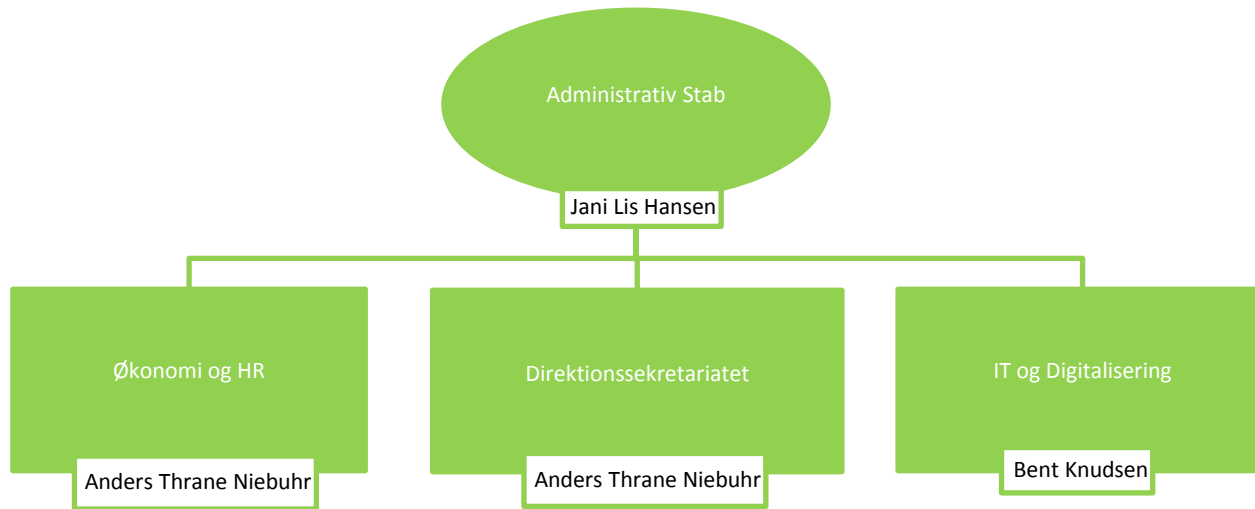 Administrativ Stab
Jani Lis Hansen
Økonomi og HR
Anders Thrane Niebuhr
Direktionssekretariatet
Anders Thrane Niebuhr
IT og Digitalisering
Bent Knudsen